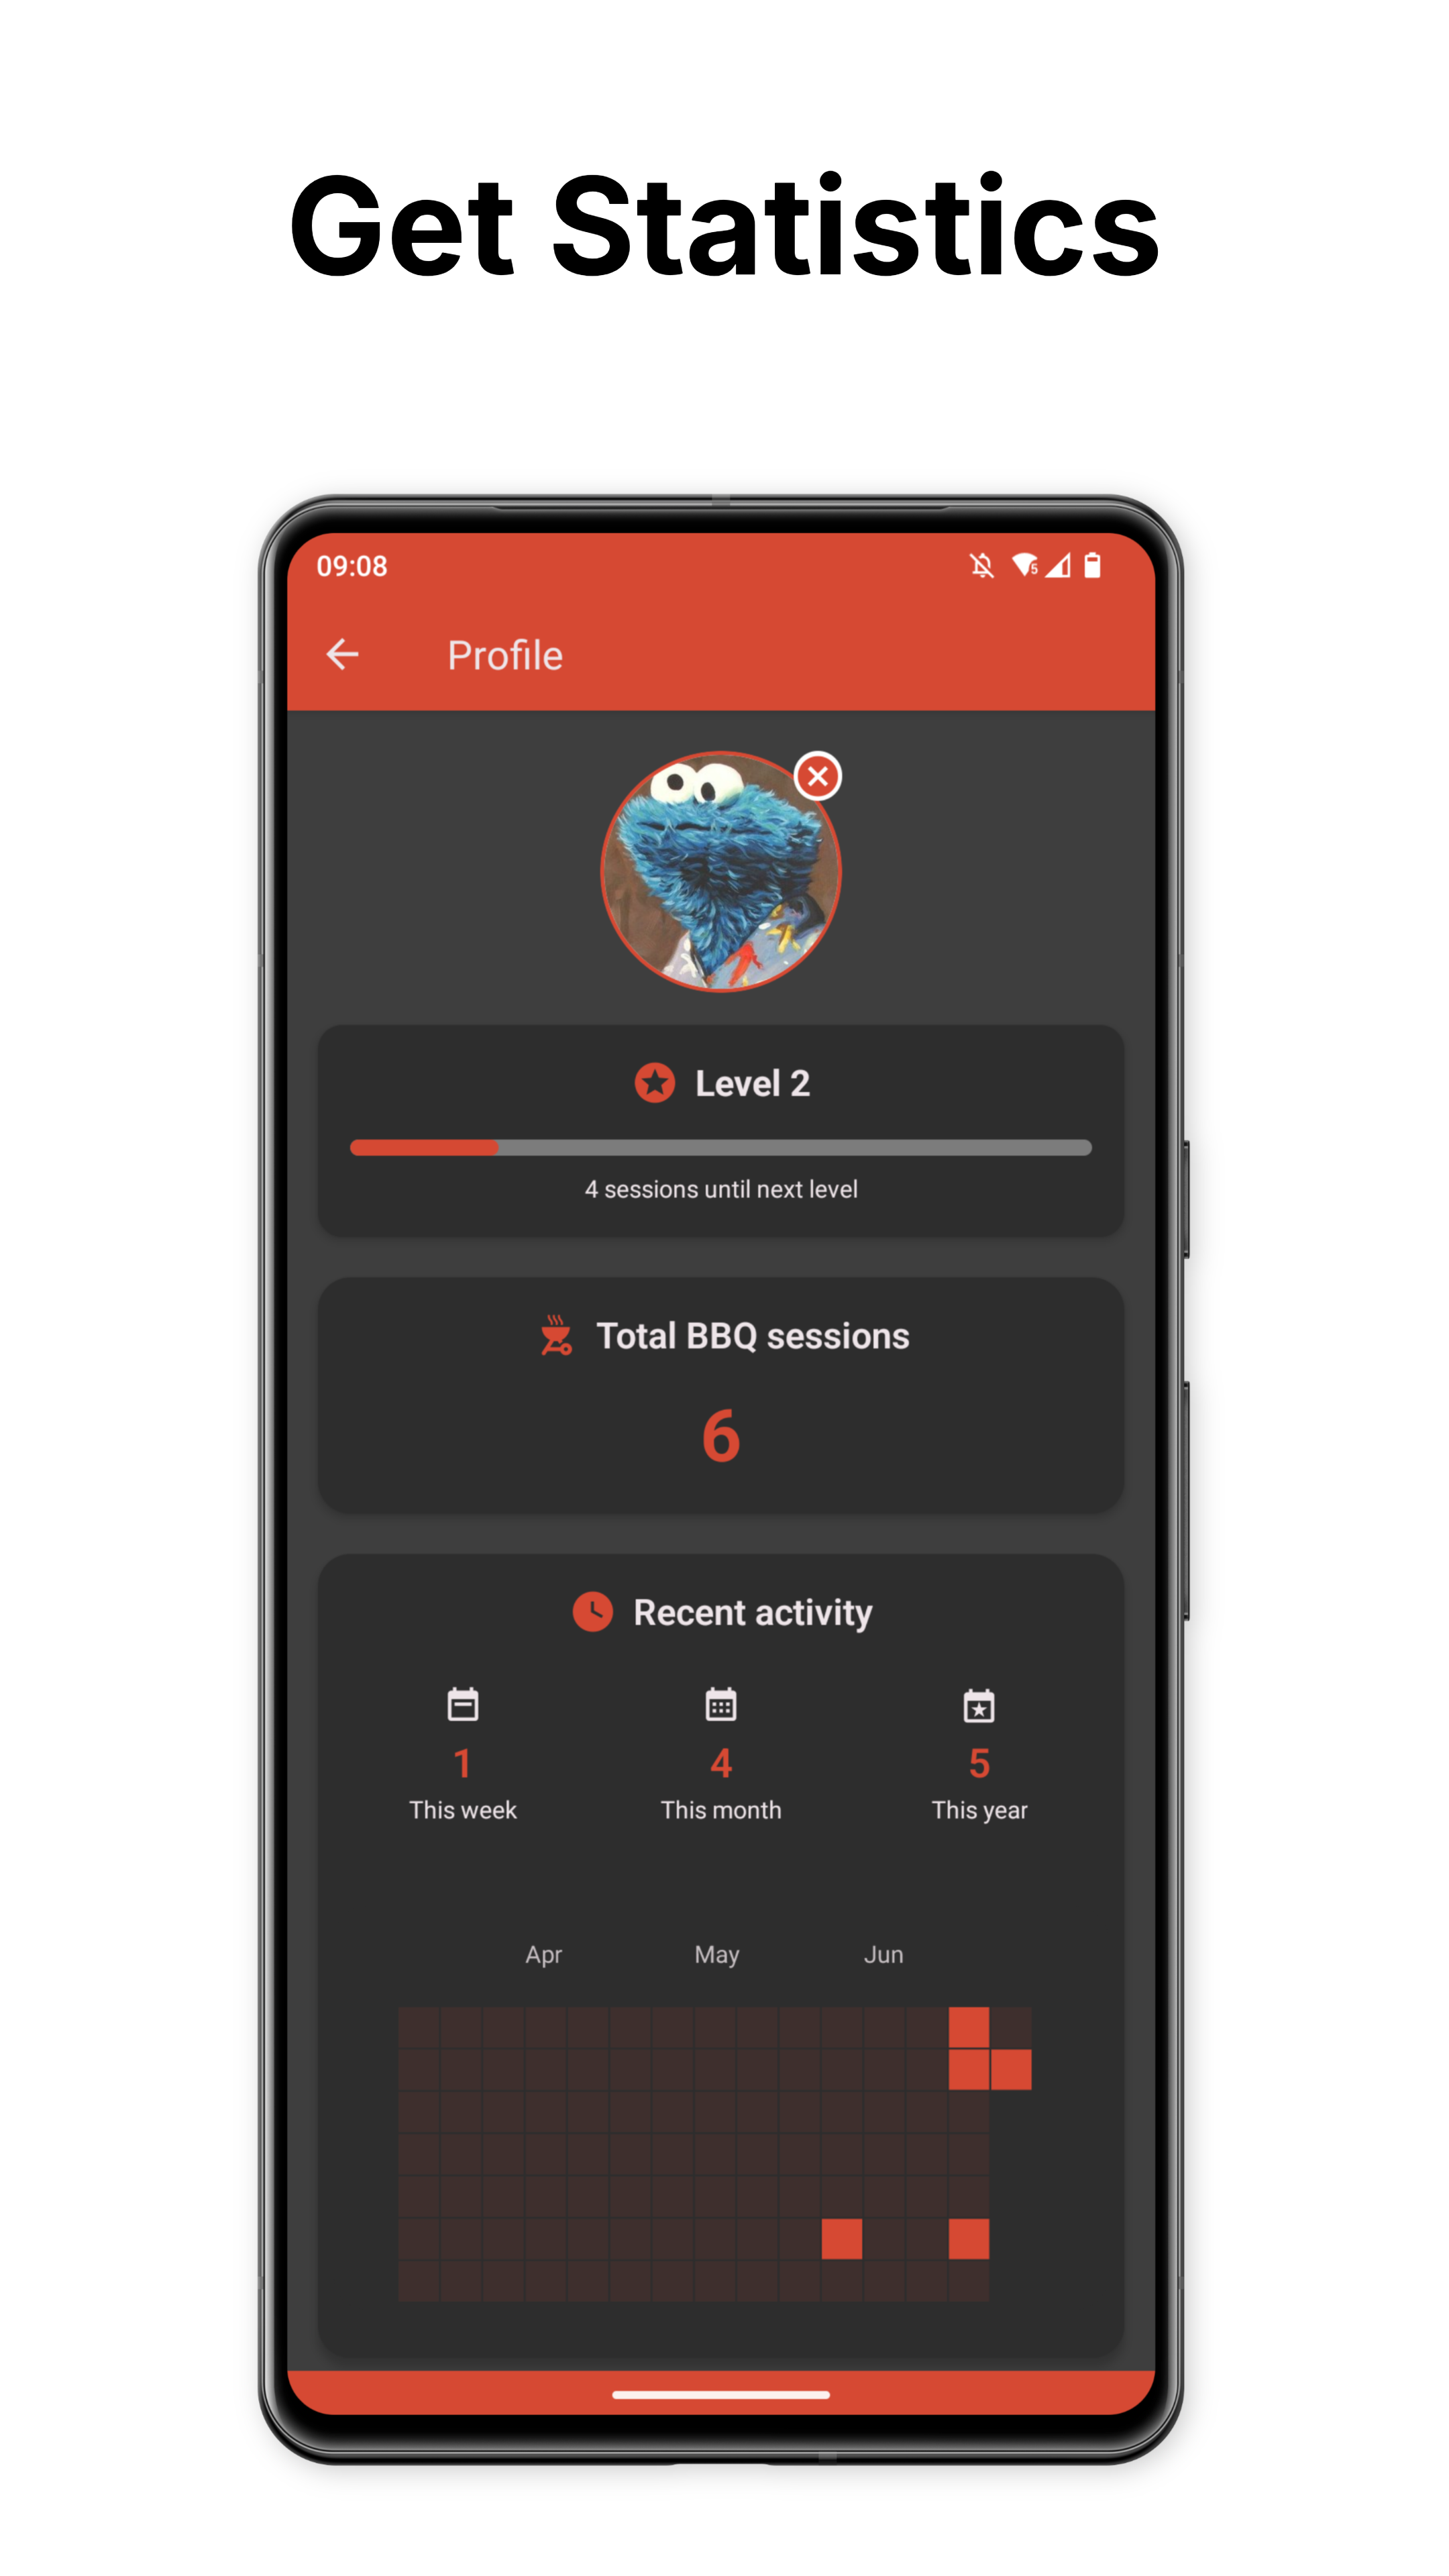 Get Statistics
09:08
5
Profile
Level 2
4 sessions until next level
Total BBQ sessions
6
Recent activity
1 4 5
This week This month This year
Apr May Jun